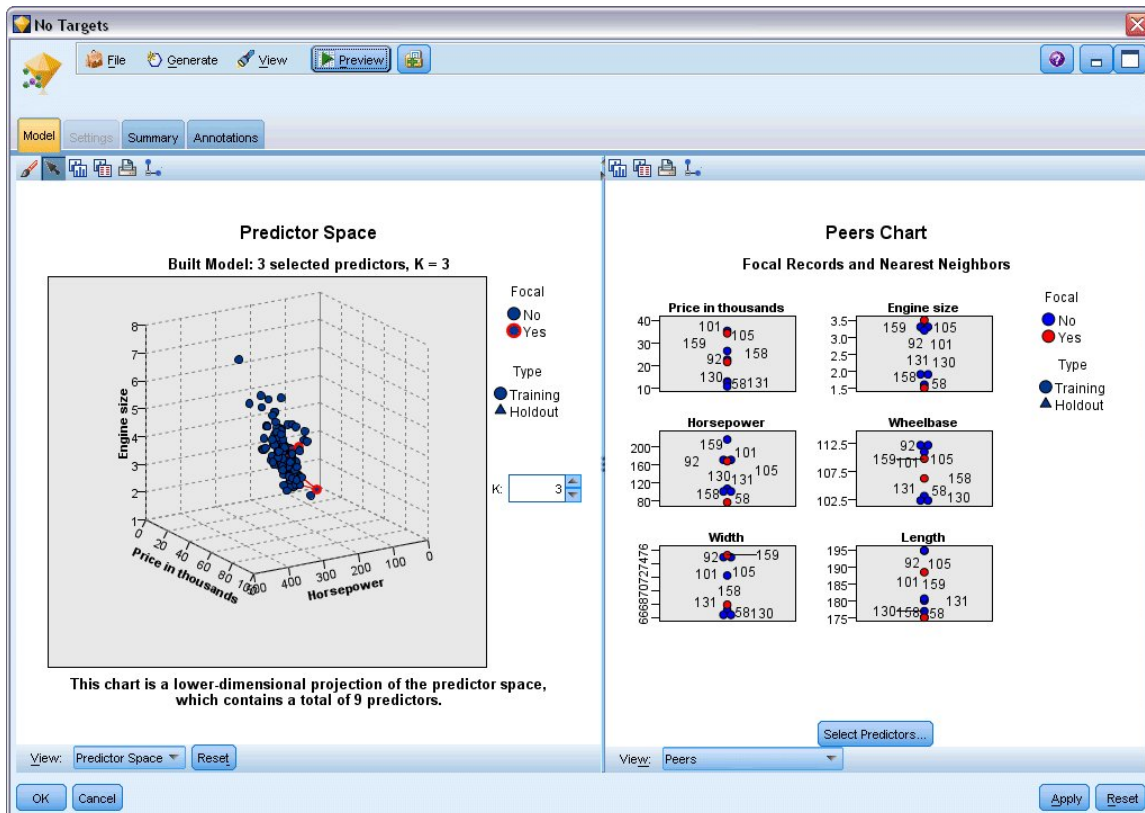 No Targets
File Generate View Preview
Model Settings Summary Annotations
Predictor Space
Built Model: 3 selected predictors, K = 3
Focal
No
Yes
Type
Training
Holdout
K: 3
8
7
6
5
4
3
2
1
Engine size
0 20 40 60 80
Price in thousands
400 300 200 100 0
Horsepower
This chart is a lower-dimensional projection of the predictor space,
which contains a total of 9 predictors.
View: Predictor Space Reset
Peers Chart
Focal Records and Nearest Neighbors
Price in thousands
40
30
20
10
101 105
159 158
92
130 58 131
Engine size
3.5
3.0
2.5
2.0
1.5
159 105
92 101
131 130
158 58
Focal
No
Yes
Type
Training
Holdout
Horsepower
200
160
120
80
159 101
92 105
130 131
158 58
Wheelbase
112.5
107.5
102.5
92
159 101 105
158
131 58 130
Width
666870727476
92 159
101 105
158
131
58 130
Length
195
190
185
180
175
92 105
101 159
131
130 158 58
Select Predictors...
View: Peers
OK Cancel Apply Reset